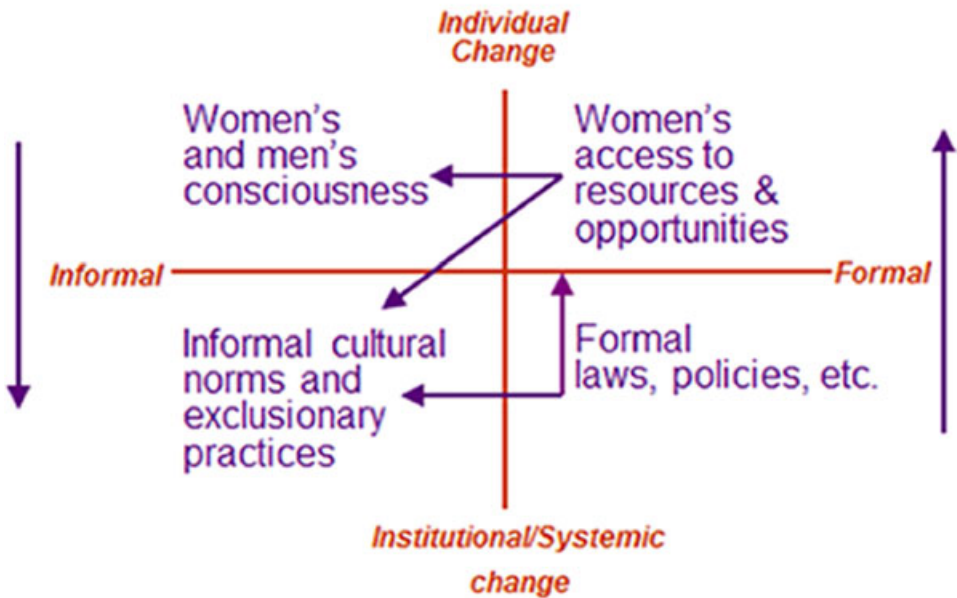 Individual
Change
Women's
and men's
consciousness
Women's
access to
resources &
opportunities
Informal
Formal
Informal cultural
norms and
exclusionary
practices
Formal
laws, policies, etc.
Institutional/Systemic
change